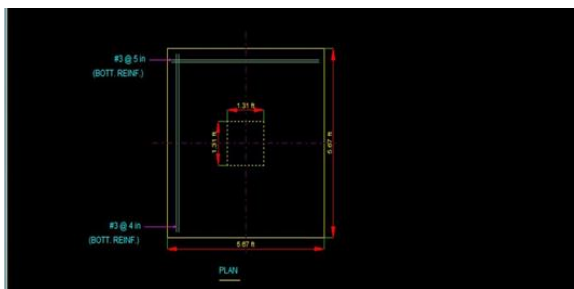 #3 @ 5 in
(BOTT. REINF.)
1.31 ft
1.31 ft
5.67 ft
#3 @ 4 in
(BOTT. REINF.)
5.67 ft
PLAN